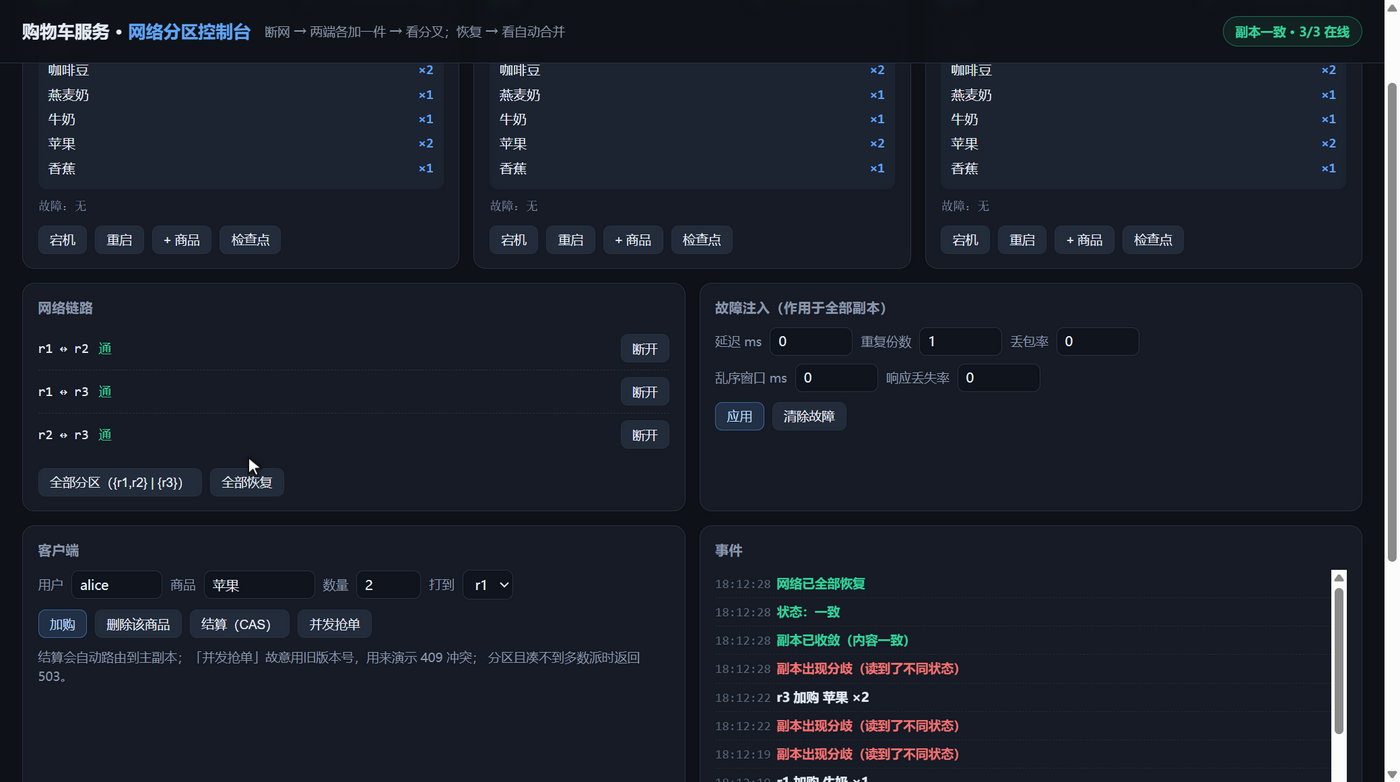 购物车服务 • 网络分区控制台 断网 → 两端各加一件 → 看分叉；恢复 → 看自动合并 副本一致 • 3/3 在线
咖啡豆 ×2 咖啡豆 ×2 咖啡豆 ×2
燕麦奶 ×1 燕麦奶 ×1 燕麦奶 ×1
牛奶 ×1 牛奶 ×1 牛奶 ×1
苹果 ×2 苹果 ×2 苹果 ×2
香蕉 ×1 香蕉 ×1 香蕉 ×1
故障：无 故障：无 故障：无
宕机 重启 + 商品 检查点 宕机 重启 + 商品 检查点 宕机 重启 + 商品 检查点
网络链路
r1 ↔ r2 通 断开
r1 ↔ r3 通 断开
r2 ↔ r3 通 断开
全部分区（{r1,r2} | {r3}） 全部恢复
故障注入（作用于全部副本）
延迟 ms 0 重复份数 1 丢包率 0
乱序窗口 ms 0 响应丢失率 0
应用 清除故障
客户端
用户 alice 商品 苹果 数量 2 打到 r1
加购 删除该商品 结算（CAS） 并发抢单
结算会自动路由到主副本；「并发抢单」故意用旧版本号，用来演示 409 冲突； 分区且凑不到多数派时返回
503。
事件
18:12:28 网络已全部恢复
18:12:28 状态：一致
18:12:28 副本已收敛（内容一致）
18:12:28 副本出现分歧（读到了不同状态）
18:12:22 r3 加购 苹果 ×2
18:12:22 副本出现分歧（读到了不同状态）
18:12:19 副本出现分歧（读到了不同状态）
18:12:19 r1 加购 牛奶 ×1